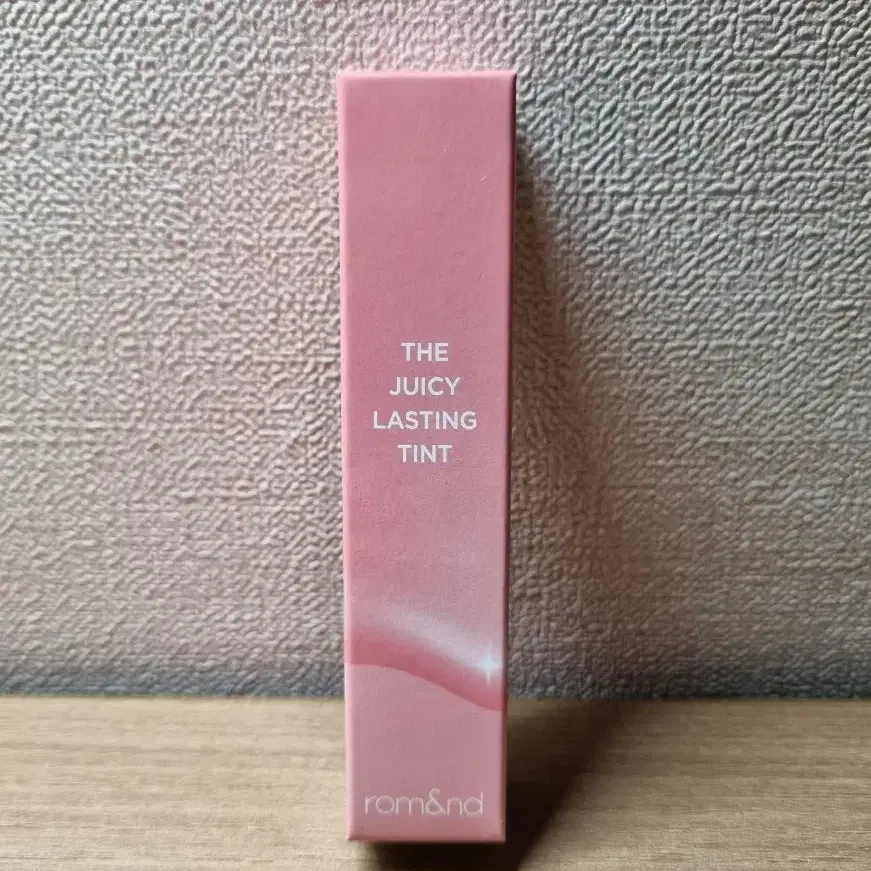 THE
JUICY
LASTING
TINT
rom&nd